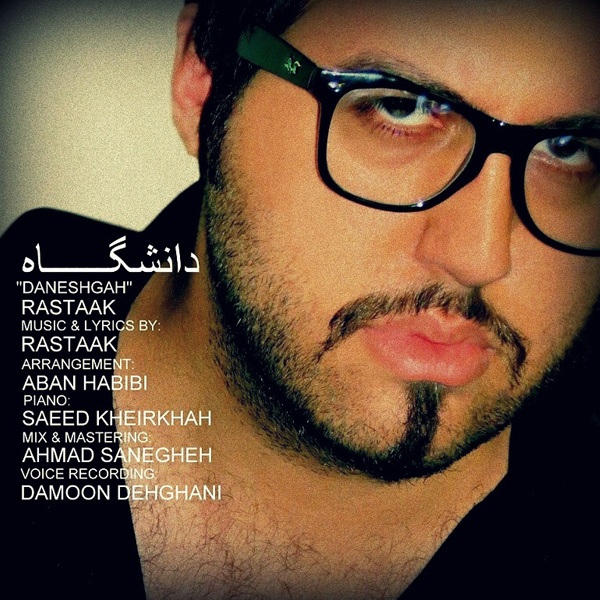 دانشگاه
"DANESHGAH"
RASTAAK
MUSIC & LYRICS BY:
RASTAAK
ARRANGEMENT:
ABAN HABIBI
PIANO:
SAEED KHEIRKHAH
MIX & MASTERING:
AHMAD SANEGHEH
VOICE RECORDING:
DAMOON DEHGHANI